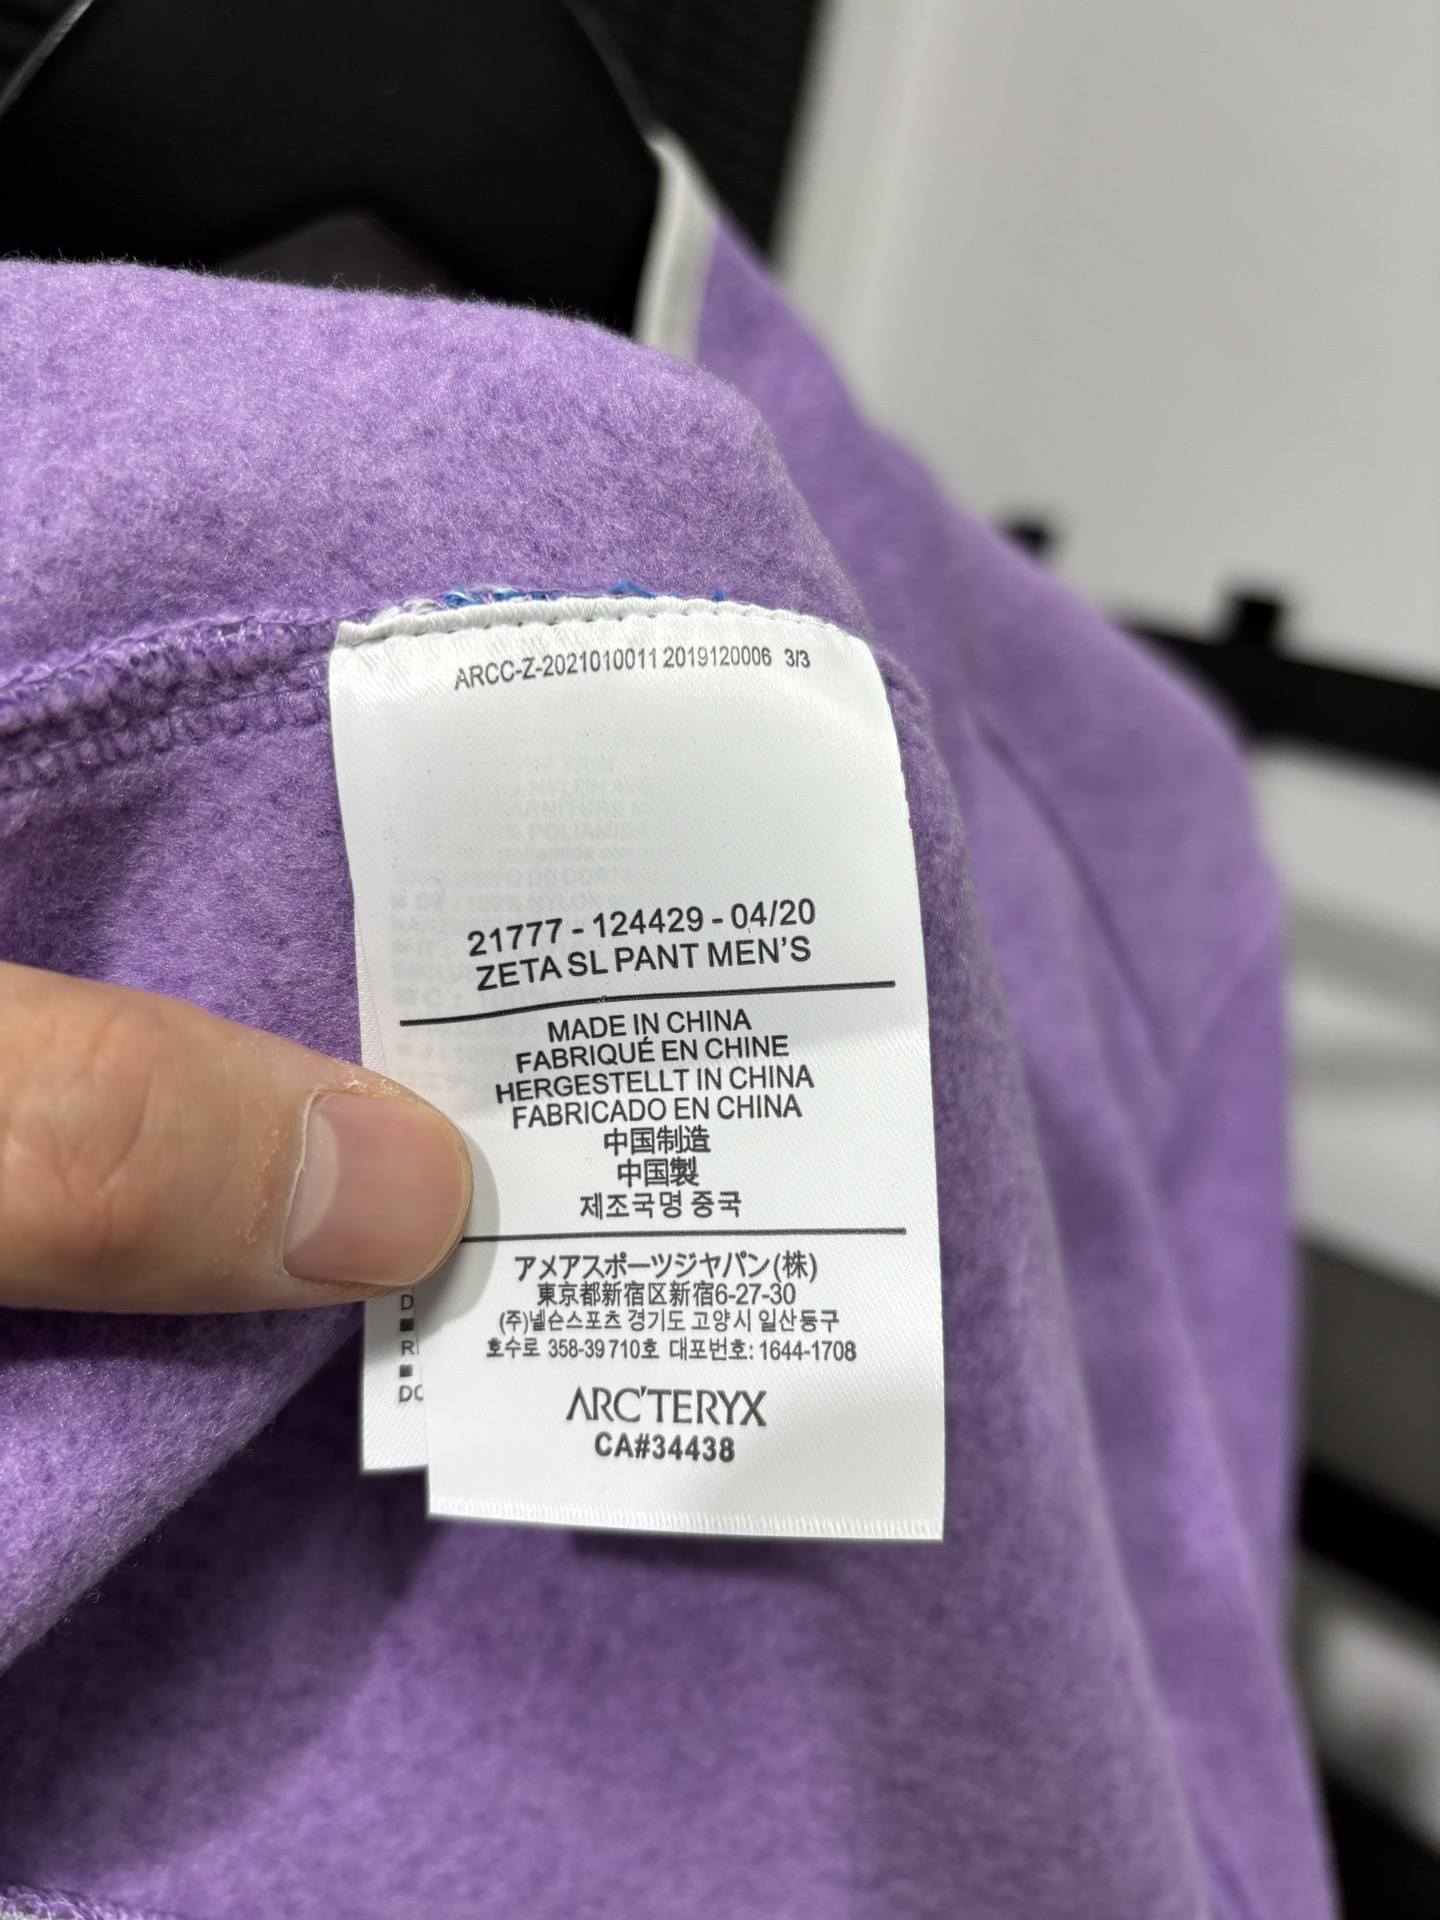 ARCC-Z-2021010011 2019120006 3/3
21777 - 124429 - 04/20
ZETA SL PANT MEN'S
MADE IN CHINA
FABRIQUÉ EN CHINE
HERGESTELLT IN CHINA
FABRICADO EN CHINA
中国制造
中国製
제조국명 중국
アメアスポーツジヤパン(株)
東京都新宿区新宿6-27-30
(주)넬슨스포츠 경기도 고양시 일산동구
호수로 358-39 710호 대포번호: 1644-1708
ARC'TERYX
CA#34438